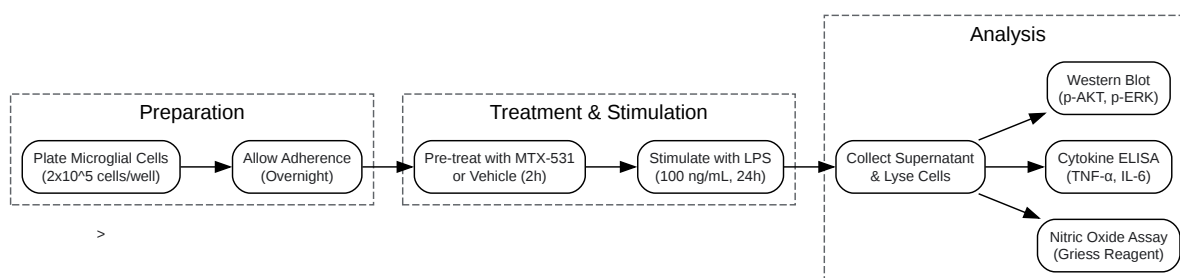 Preparation
Plate Microglial Cells
(2x10^5 cells/well)
Allow Adherence
(Overnight)
Treatment & Stimulation
Pre-treat with MTX-531
or Vehicle (2h)
Stimulate with LPS
(100 ng/mL, 24h)
Analysis
Collect Supernatant
& Lyse Cells
Western Blot
(p-AKT, p-ERK)
Cytokine ELISA
(TNF-α, IL-6)
Nitric Oxide Assay
(Griess Reagent)
>